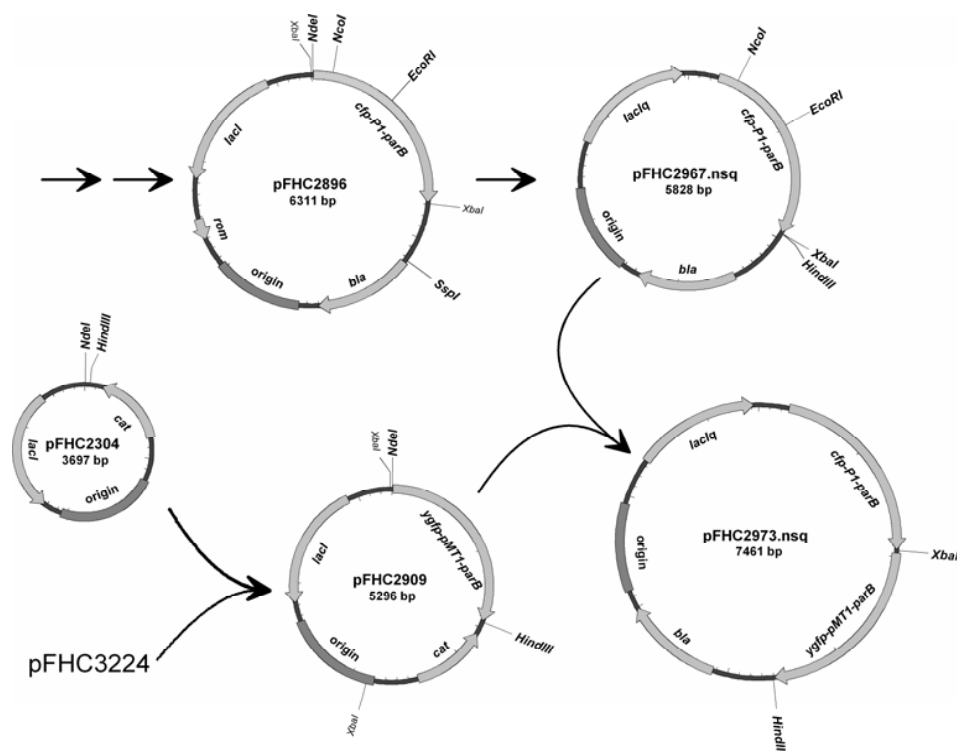 XbaI
NdeI
NcoI
EcoRI
lacI
cfp-P1-parB
pFHC2896
6311 bp
XbaI
rom
origin
bla
SspI
NcoI
EcoRI
lacIq
cfp-P1-parB
pFHC2967.nsq
5828 bp
origin
bla
XbaI
HindIII
NdeI
HindIII
cat
lacI
pFHC2304
3697 bp
origin
XbaI
NdeI
lacI
ygfp-pMT1-parB
pFHC2909
5296 bp
HindIII
origin
cat
XbaI
pFHC3224
lacIq
cfp-P1-parB
pFHC2973.nsq
7461 bp
origin
XbaI
ygfp-pMT1-parB
bla
HindII